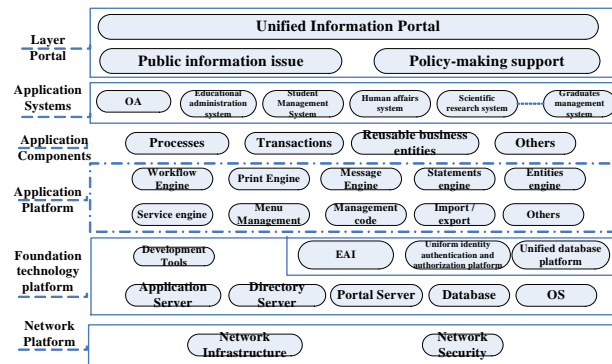 Unified Information Portal
Layer
Portal
Public information issue
Policy-making support
Application
Systems
OA
Educational
administration
system
Student
Management
System
Human affairs
system
Scientific
research system
Graduates
management
system
Application
Components
Processes
Transactions
Reusable business
entities
Others
Application
Platform
Workflow
Engine
Print Engine
Message
Engine
Statements
engine
Entities
engine
Service engine
Menu
Management
Management
code
Import /
export
Others
Foundation
technology
platform
Development
Tools
EAI
Uniform identity
authentication and
authorization platform
Unified database
platform
Application
Server
Directory
Server
Portal Server
Database
OS
Network
Platform
Network
Infrastructure
Network
Security